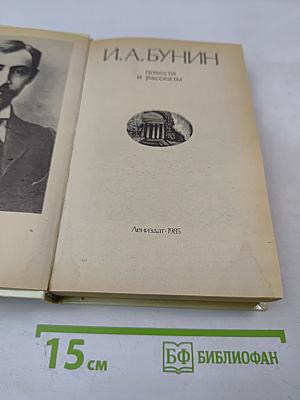 И.А.БУНИН
повести
и рассказы
Лениздат·1985
15 см
БФ БИБЛИОФАН